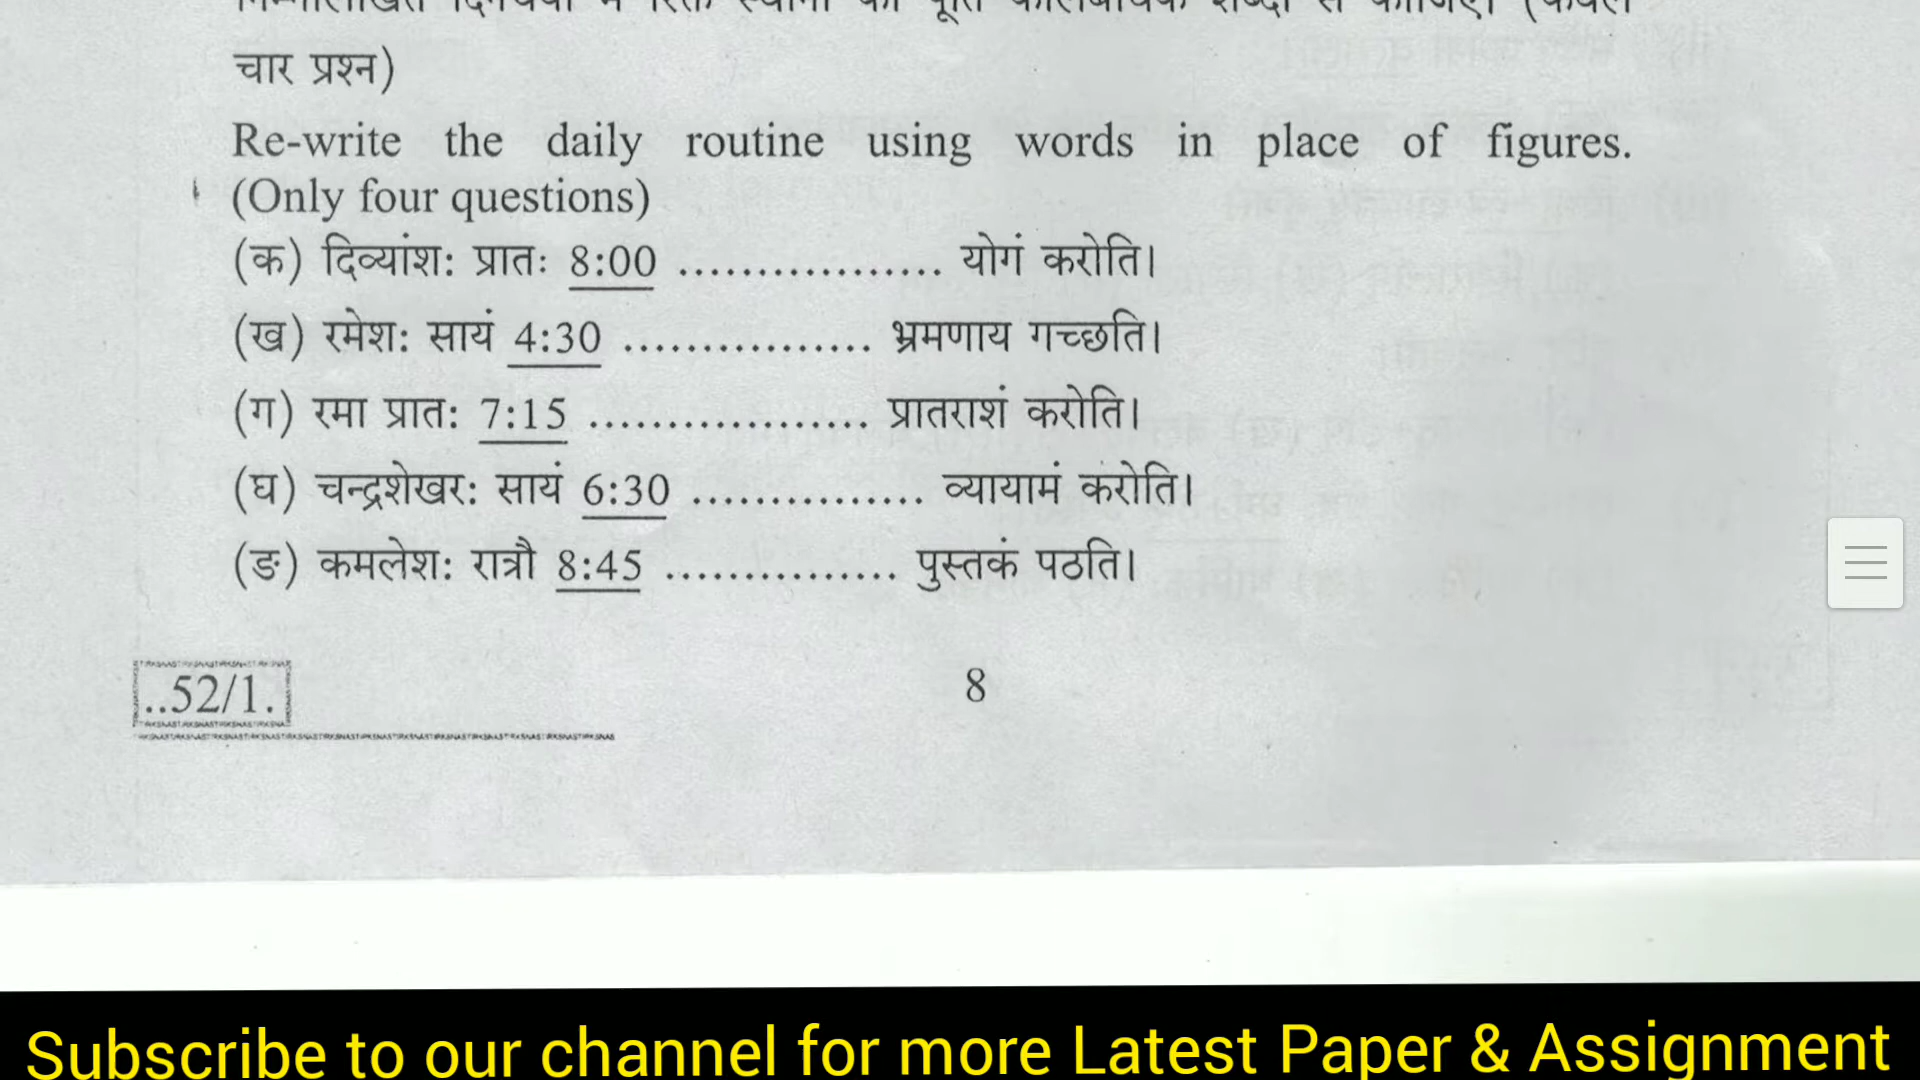 चार प्रश्न)
Re-write the daily routine using words in place of figures.
(Only four questions)
(क) दिव्यांशः प्रातः 8:00 ................. योगं करोति।
(ख) रमेशः सायं 4:30 ................ भ्रमणाय गच्छति।
(ग) रमा प्रातः 7:15 .................. प्रातराशं करोति।
(घ) चन्द्रशेखरः सायं 6:30 ............... व्यायामं करोति।
(ङ) कमलेशः रात्रौ 8:45 ............... पुस्तकं पठति।
..52/1.
8
Subscribe to our channel for more Latest Paper & Assignment